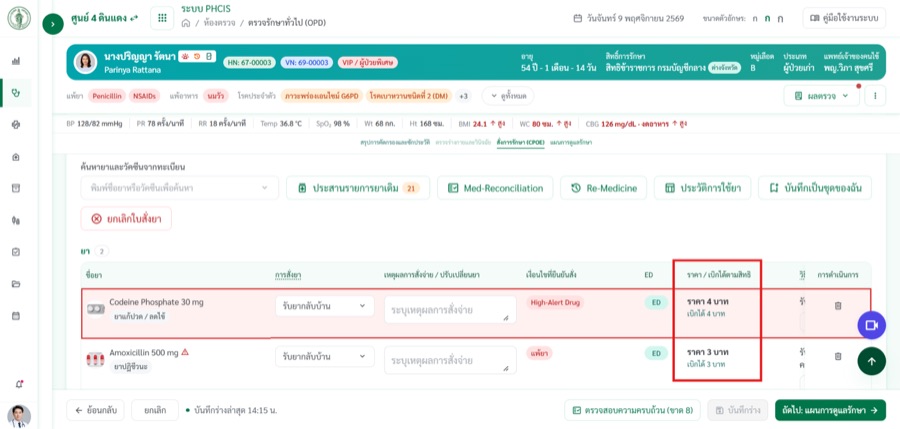 ระบบ PHCIS
ศูนย์ 4 ดินแดง
ห้องตรวจ / ตรวจรักษาทั่วไป (OPD)
วันจันทร์ 9 พฤศจิกายน 2569
ขนาดตัวอักษร: ก ก ก
คู่มือใช้งานระบบ
นางปริญญา รัตนา
Parinya Rattana
HN: 67-00003
VN: 69-00003
VIP / ผู้ป่วยพิเศษ
อายุ
54 ปี - 1 เดือน - 14 วัน
สิทธิ์การรักษา
สิทธิข้าราชการ กรมบัญชีกลาง ต่างจังหวัด
หมู่เลือด
B
ประเภท
ผู้ป่วยเก่า
แพทย์เจ้าของคนไข้
พญ.วิภา สุขศรี
แพ้ยา Penicillin NSAIDs แพ้อาหาร นมวัว โรคประจำตัว ภาวะพร่องเอนไซม์ G6PD โรคเบาหวานชนิดที่ 2 (DM) +3 ดูทั้งหมด
ผลตรวจ
BP 128/82 mmHg PR 78 ครั้ง/นาที RR 18 ครั้ง/นาที Temp 36.8 °C SpO₂ 98 % Wt 68 กก. Ht 168 ซม. BMI 24.1 ↑ สูง WC 80 ซม. ↑ สูง CBG 126 mg/dL - งดอาหาร ↑ สูง
สั่งการรักษา (CPOE) แผนการดูแลรักษา
ค้นหายาและวัคซีนจากทะเบียน
พิมพ์ชื่อยาหรือวัคซีนเพื่อค้นหา
ประสานรายการยาเดิม 21
Med-Reconciliation
Re-Medicine
ประวัติการใช้ยา
บันทึกเป็นชุดของฉัน
ยกเลิกใบสั่งยา
ยา 2
ชื่อยา การสั่งยา เหตุผลการสั่งจ่าย / ปรับเปลี่ยนยา เงื่อนไขที่ยืนยันสั่ง ED ราคา / เบิกได้ตามสิทธิ วิ การดำเนินการ
Codeine Phosphate 30 mg
ยาแก้ปวด / ลดไข้
รับยากลับบ้าน
ระบุเหตุผลการสั่งจ่าย
High-Alert Drug
ED
ราคา 4 บาท
เบิกได้ 4 บาท
Amoxicillin 500 mg
ยาปฏิชีวนะ
รับยากลับบ้าน
ระบุเหตุผลการสั่งจ่าย
แพ้ยา
ED
ราคา 3 บาท
เบิกได้ 3 บาท
ย้อนกลับ
ยกเลิก
บันทึกร่างล่าสุด 14:15 น.
ตรวจสอบความครบถ้วน (ขาด 8)
บันทึกร่าง
ถัดไป: แผนการดูแลรักษา